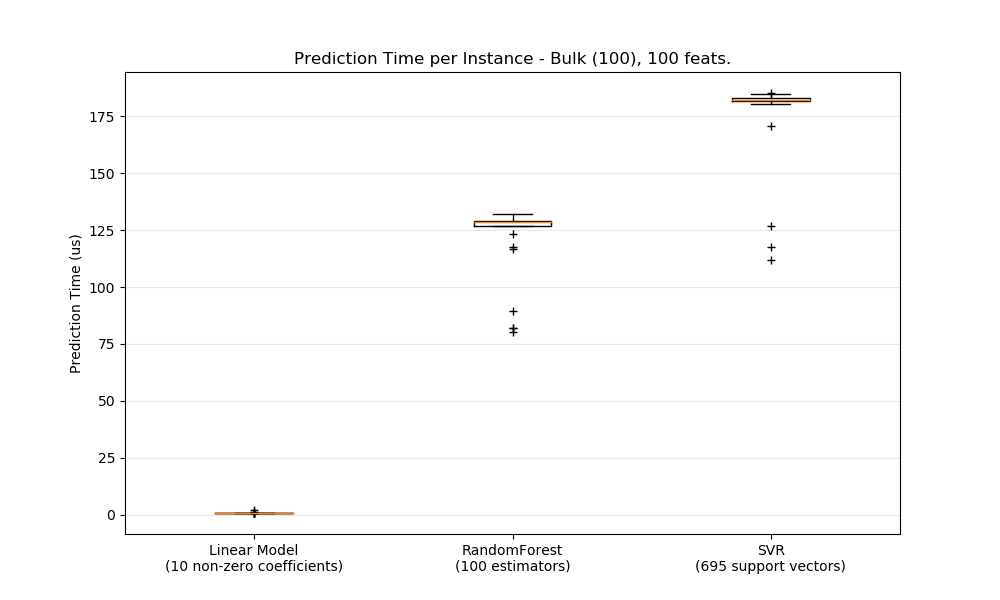 Prediction Time per Instance - Bulk (100), 100 feats.
Prediction Time (us)
175
150
125
100
75
50
25
0
Linear Model
(10 non-zero coefficients)
RandomForest
(100 estimators)
SVR
(695 support vectors)